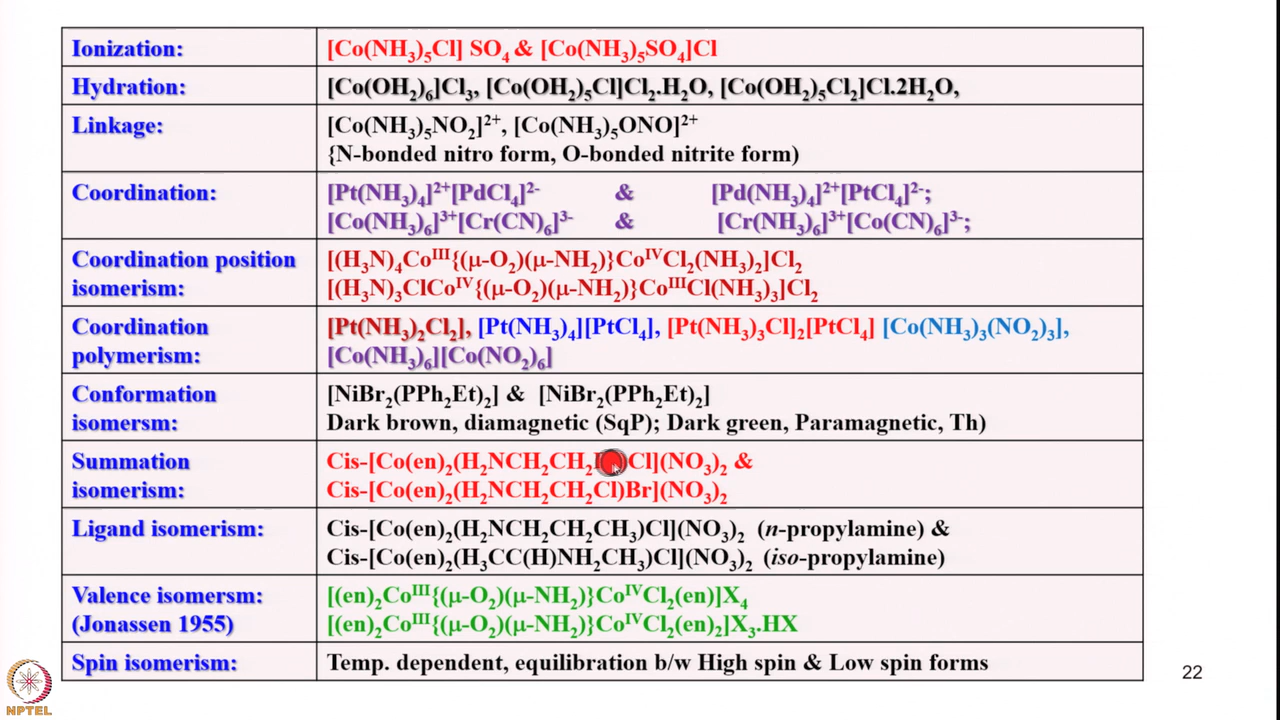 Ionization: [Co(NH₃)₅Cl] SO₄ & [Co(NH₃)₅SO₄]Cl
Hydration: [Co(OH₂)₆]Cl₃, [Co(OH₂)₅Cl]Cl₂.H₂O, [Co(OH₂)₅Cl₂]Cl.2H₂O,
Linkage: [Co(NH₃)₅NO₂]²⁺, [Co(NH₃)₅ONO]²⁺
{N-bonded nitro form, O-bonded nitrite form)
Coordination: [Pt(NH₃)₄]²⁺[PdCl₄]²⁻ & [Pd(NH₃)₄]²⁺[PtCl₄]²⁻;
[Co(NH₃)₆]³⁺[Cr(CN)₆]³⁻ & [Cr(NH₃)₆]³⁺[Co(CN)₆]³⁻;
Coordination position [(H₃N)₄Coᴵᴵᴵ{(μ-O₂)(μ-NH₂)}CoᴵⱽCl₂(NH₃)₂]Cl₂
isomerism: [(H₃N)₃ClCoᴵⱽ{(μ-O₂)(μ-NH₂)}CoᴵᴵᴵCl(NH₃)₃]Cl₂
Coordination [Pt(NH₃)₂Cl₂], [Pt(NH₃)₄][PtCl₄], [Pt(NH₃)₃Cl]₂[PtCl₄] [Co(NH₃)₃(NO₂)₃],
polymerism: [Co(NH₃)₆][Co(NO₂)₆]
Conformation [NiBr₂(PPh₂Et)₂] & [NiBr₂(PPh₂Et)₂]
isomersm: Dark brown, diamagnetic (SqP); Dark green, Paramagnetic, Th)
Summation Cis-[Co(en)₂(H₂NCH₂CH₂ Cl](NO₃)₂ &
isomerism: Cis-[Co(en)₂(H₂NCH₂CH₂Cl)Br](NO₃)₂
Ligand isomerism: Cis-[Co(en)₂(H₂NCH₂CH₂CH₃)Cl](NO₃)₂ (n-propylamine) &
Cis-[Co(en)₂(H₃CC(H)NH₂CH₃)Cl](NO₃)₂ (iso-propylamine)
Valence isomersm: [(en)₂Coᴵᴵᴵ{(μ-O₂)(μ-NH₂)}CoᴵⱽCl₂(en)]X₄
(Jonassen 1955) [(en)₂Coᴵᴵᴵ{(μ-O₂)(μ-NH₂)}CoᴵⱽCl₂(en)₂]X₃.HX
Spin isomerism: Temp. dependent, equilibration b/w High spin & Low spin forms
22
NPTEL